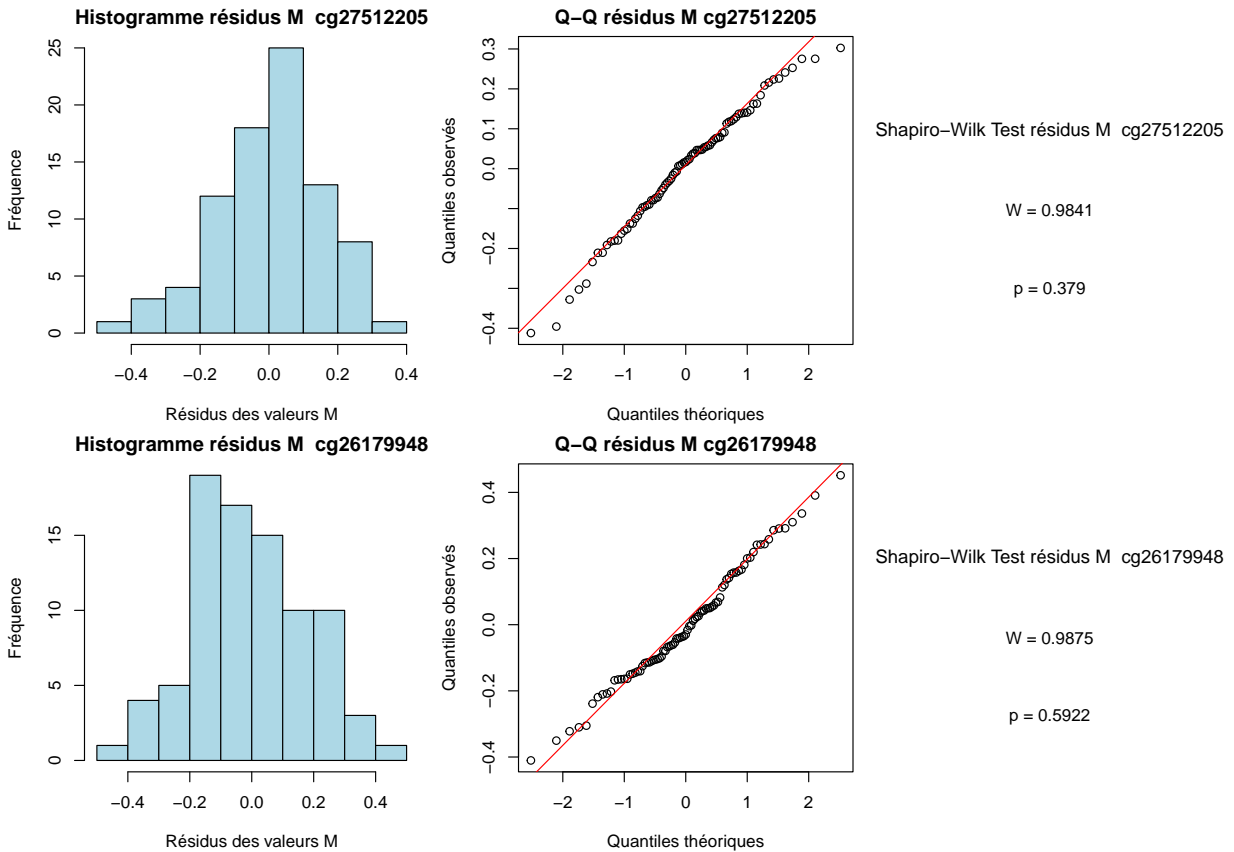 Histogramme résidus M  cg27512205
Fréquence
0
5
10
15
20
25
−0.4
−0.2
0.0
0.2
0.4
Résidus des valeurs M
Q−Q résidus M cg27512205
Quantiles observés
−0.4
−0.2
0.0
0.1
0.2
0.3
−2
−1
0
1
2
Quantiles théoriques
Shapiro−Wilk Test résidus M  cg27512205
W = 0.9841
p = 0.379
Histogramme résidus M  cg26179948
Fréquence
0
5
10
15
−0.4
−0.2
0.0
0.2
0.4
Résidus des valeurs M
Q−Q résidus M cg26179948
Quantiles observés
−0.4
−0.2
0.0
0.2
0.4
−2
−1
0
1
2
Quantiles théoriques
Shapiro−Wilk Test résidus M  cg26179948
W = 0.9875
p = 0.5922